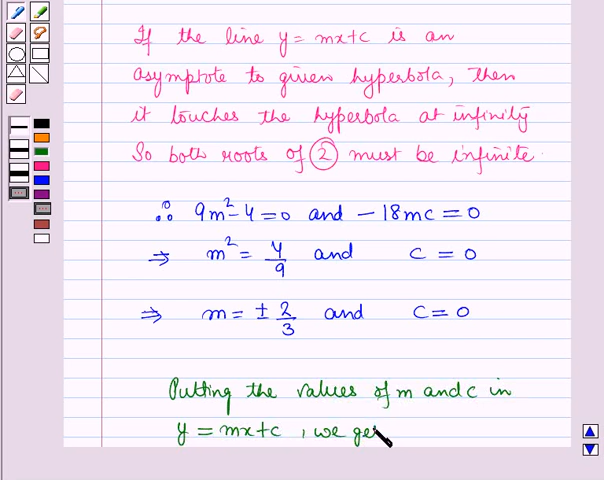 If the line y = mx+c is an
asymptote to given hyperbola, then
it touches the hyperbola at infinity
So both roots of ② must be infinite.
∴ 9m² - 4 = 0 and - 18mc = 0
⇒ m² = 4/9 and c = 0
⇒ m = ± 2/3 and c = 0
Putting the values of m and c in
y = mx+c , we ge